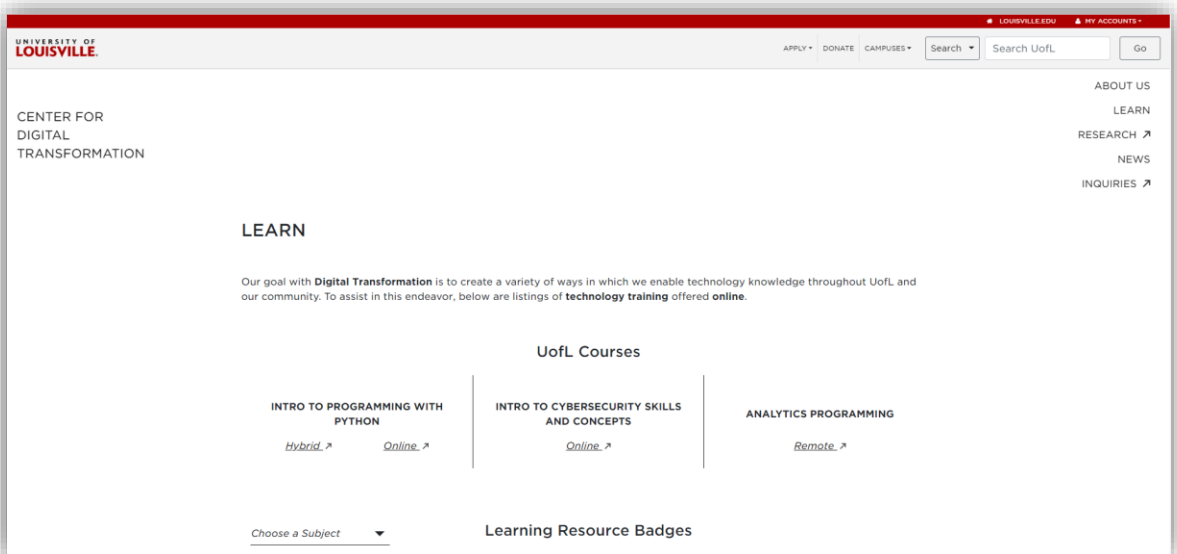 LOUISVILLE.EDU MY ACCOUNTS
UNIVERSITY OF
LOUISVILLE.
APPLY DONATE CAMPUSES Search Search UofL Go
ABOUT US
LEARN
RESEARCH
NEWS
INQUIRIES
CENTER FOR
DIGITAL
TRANSFORMATION
LEARN
Our goal with Digital Transformation is to create a variety of ways in which we enable technology knowledge throughout UofL and
our community. To assist in this endeavor, below are listings of technology training offered online.
UofL Courses
INTRO TO PROGRAMMING WITH
PYTHON
Hybrid Online
INTRO TO CYBERSECURITY SKILLS
AND CONCEPTS
Online
ANALYTICS PROGRAMMING
Remote
Choose a Subject
Learning Resource Badges